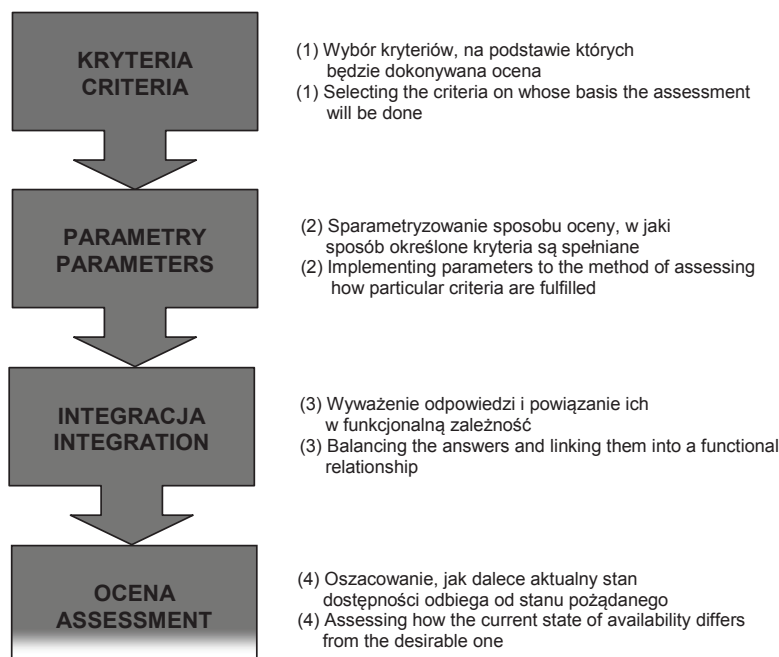 KRYTERIA
CRITERIA
(1) Wybór kryteriów, na podstawie których
będzie dokonywana ocena
(1) Selecting the criteria on whose basis the assessment
will be done
PARAMETRY
PARAMETERS
(2) Sparametryzowanie sposobu oceny, w jaki
sposób określone kryteria są spełniane
(2) Implementing parameters to the method of assessing
how particular criteria are fulfilled
INTEGRACJA
INTEGRATION
(3) Wyważenie odpowiedzi i powiązanie ich
w funkcjonalną zależność
(3) Balancing the answers and linking them into a functional
relationship
OCENA
ASSESSMENT
(4) Oszacowanie, jak dalece aktualny stan
dostępności odbiega od stanu pożądanego
(4) Assessing how the current state of availability differs
from the desirable one